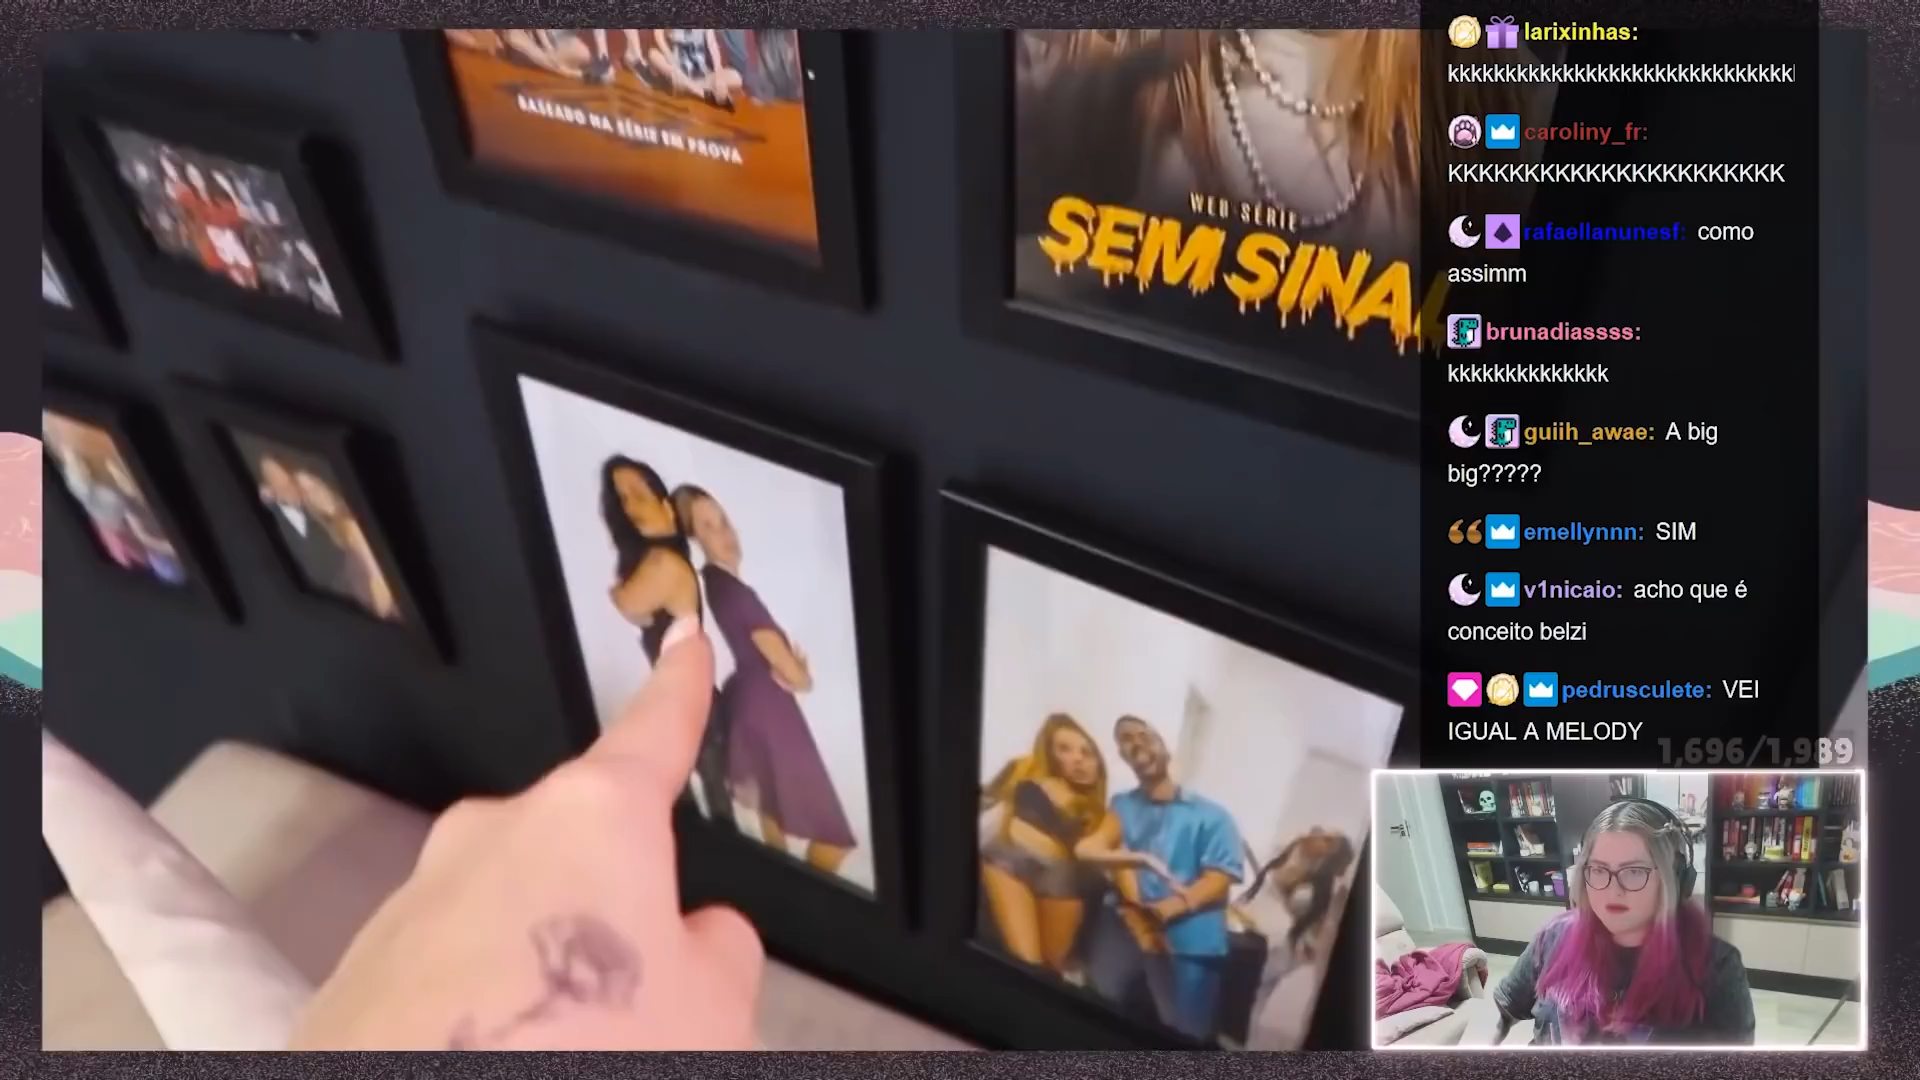 BASEADO NA SÉRIE EM PROVA
WEB SÉRIE
SEM SINAL
larixinhas:
kkkkkkkkkkkkkkkkkkkkkkkkkkkkkk
caroliny_fr:
KKKKKKKKKKKKKKKKKKKKKK
rafaellanunesf: como
assimm
brunadiassss:
kkkkkkkkkkkkkk
guiih_awae: A big
big?????
emellynnn: SIM
v1nicaio: acho que é
conceito belzi
pedrusculete: VEI
IGUAL A MELODY
1,696/1,989